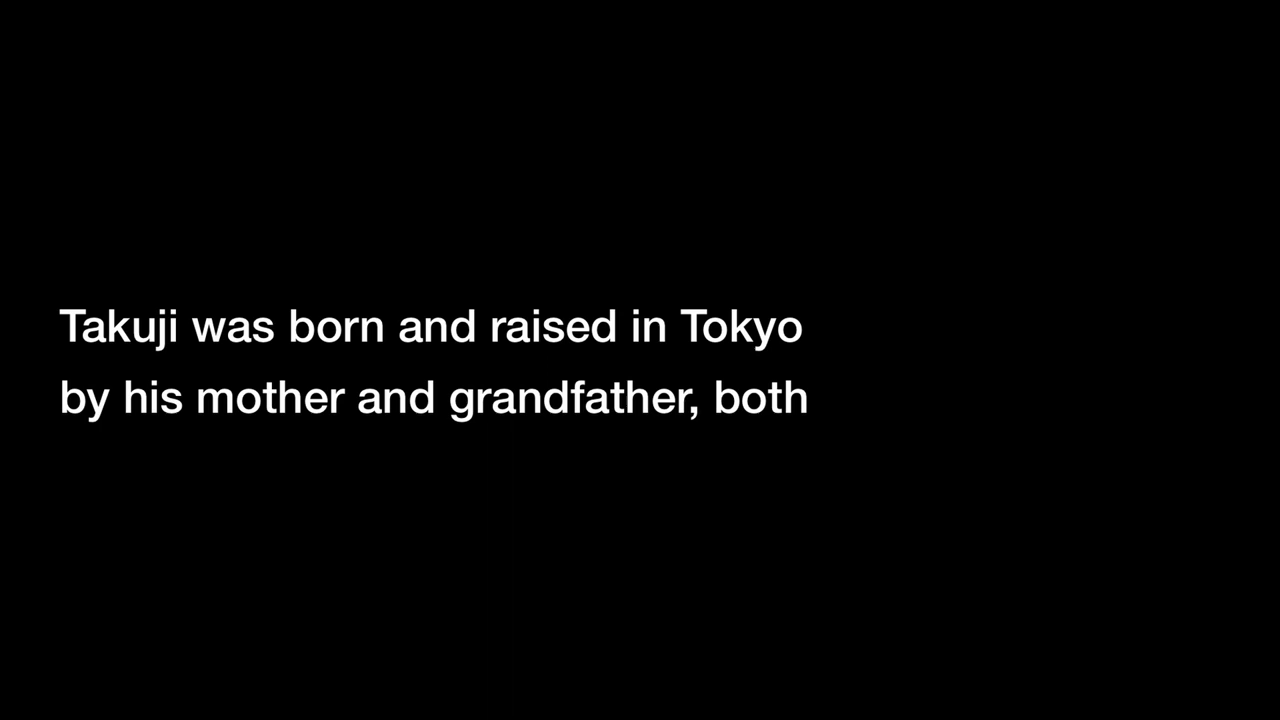 Takuji was born and raised in Tokyo
by his mother and grandfather, both